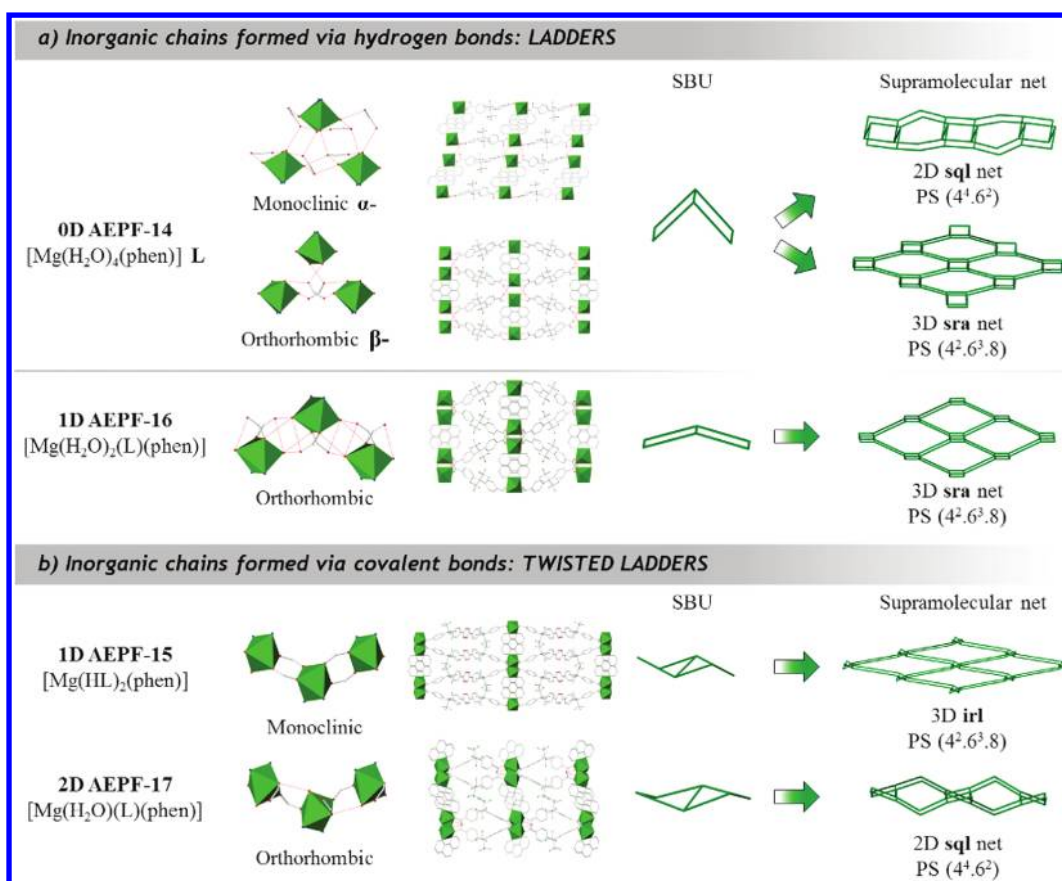 a) Inorganic chains formed via hydrogen bonds: LADDERS
SBU
Supramolecular net
0D AEPF-14
[Mg(H₂O)₄(phen)] L
Monoclinic α-
Orthorhombic β-
2D sql net
PS (4⁴.6²)
3D sra net
PS (4².6³.8)
1D AEPF-16
[Mg(H₂O)₂(L)(phen)]
Orthorhombic
3D sra net
PS (4².6³.8)
b) Inorganic chains formed via covalent bonds: TWISTED LADDERS
SBU
Supramolecular net
1D AEPF-15
[Mg(HL)₂(phen)]
Monoclinic
3D irl
PS (4².6³.8)
2D AEPF-17
[Mg(H₂O)(L)(phen)]
Orthorhombic
2D sql net
PS (4⁴.6²)